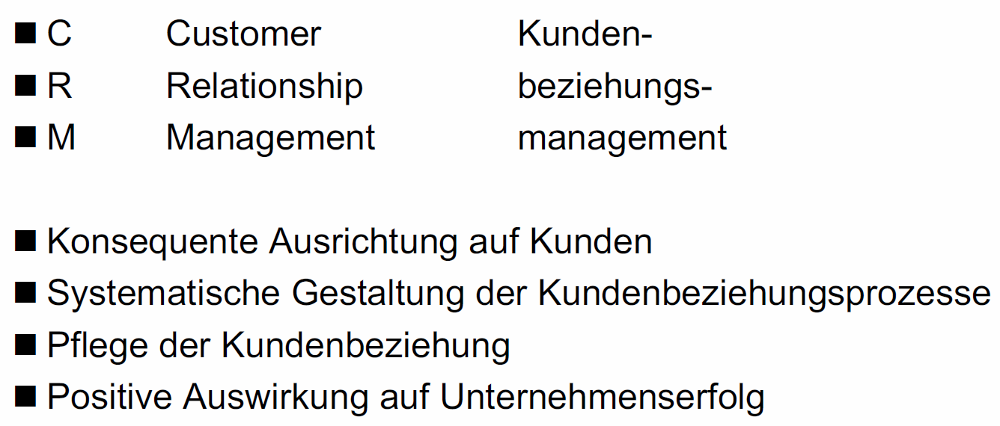 ■ C Customer Kunden-
■ R Relationship beziehungs-
■ M Management management
■ Konsequente Ausrichtung auf Kunden
■ Systematische Gestaltung der Kundenbeziehungsprozesse
■ Pflege der Kundenbeziehung
■ Positive Auswirkung auf Unternehmenserfolg